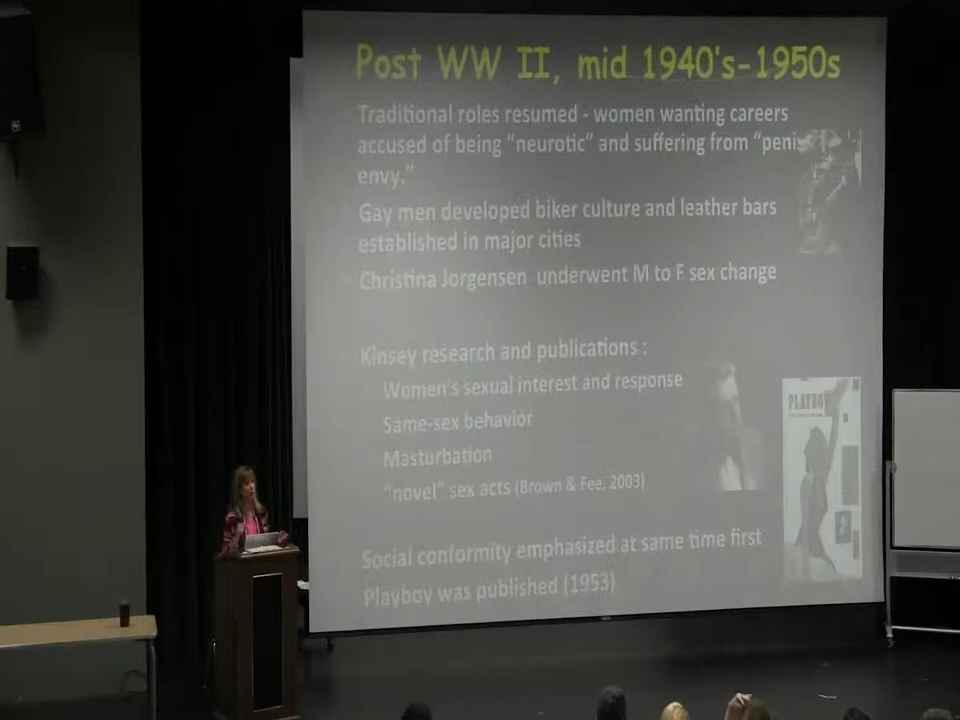 Post WW II, mid 1940's-1950s
Traditional roles resumed - women wanting careers
accused of being "neurotic" and suffering from "penis
envy."
Gay men developed biker culture and leather bars
established in major cities
Christina Jorgensen underwent M to F sex change
Kinsey research and publications :
Women's sexual interest and response
Same-sex behavior
Masturbation
"novel" sex acts (Brown & Fee, 2003)
PLAYBOY
Social conformity emphasized at same time first
Playboy was published (1953)